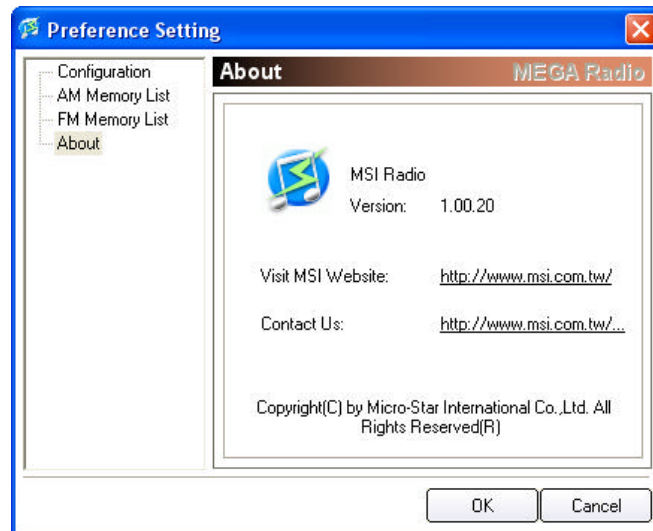 Preference Setting
Configuration
AM Memory List
FM Memory List
About
About
MEGA Radio
MSI Radio
Version: 1.00.20
Visit MSI Website: http://www.msi.com.tw/
Contact Us: http://www.msi.com.tw/...
Copyright(C) by Micro-Star International Co.,Ltd. All
Rights Reserved(R)
OK
Cancel